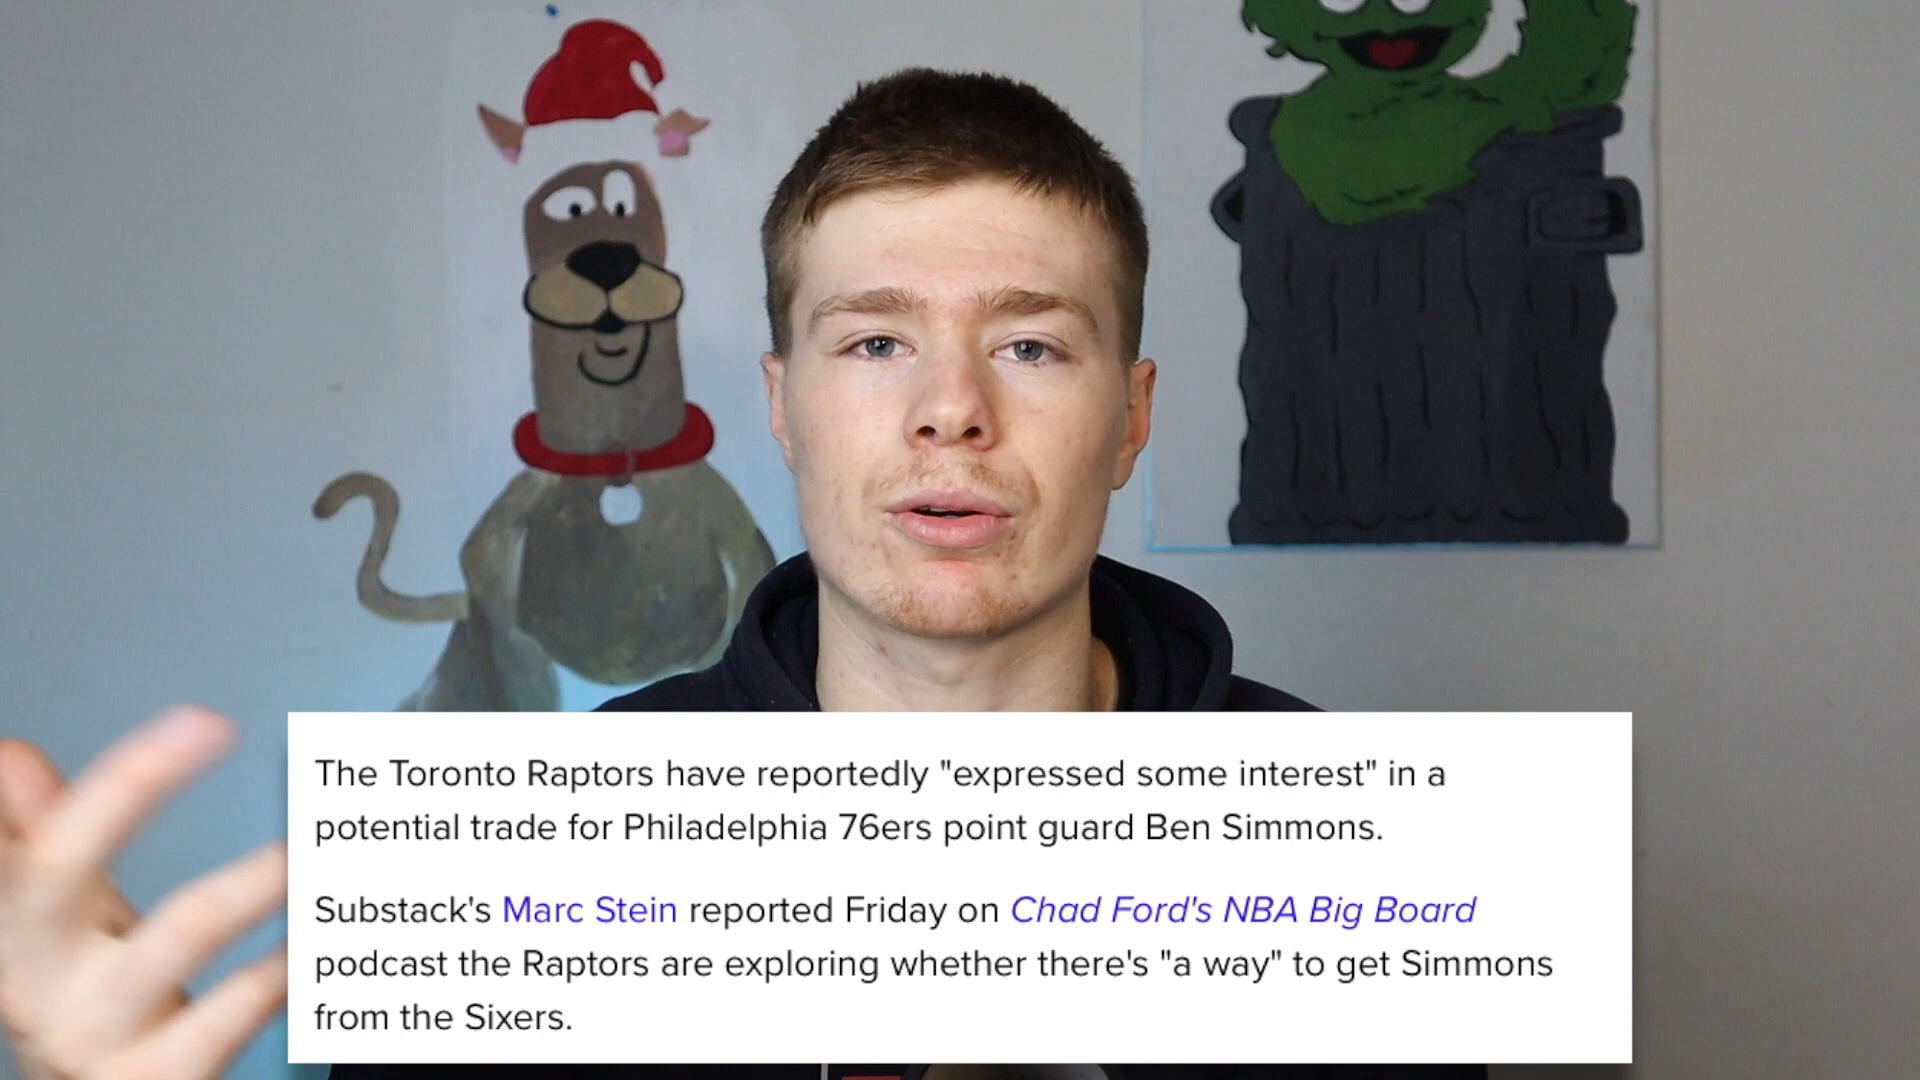 The Toronto Raptors have reportedly "expressed some interest" in a
potential trade for Philadelphia 76ers point guard Ben Simmons.
Substack's Marc Stein reported Friday on Chad Ford's NBA Big Board
podcast the Raptors are exploring whether there's "a way" to get Simmons
from the Sixers.